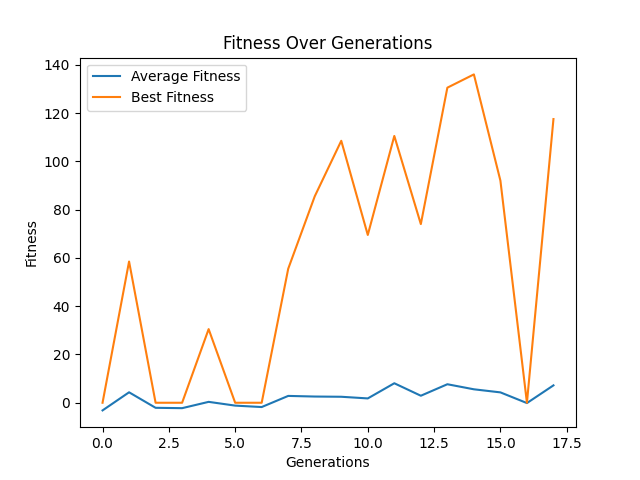 Fitness Over Generations
Average Fitness
Best Fitness
Fitness
140
120
100
80
60
40
20
0
0.0 2.5 5.0 7.5 10.0 12.5 15.0 17.5
Generations